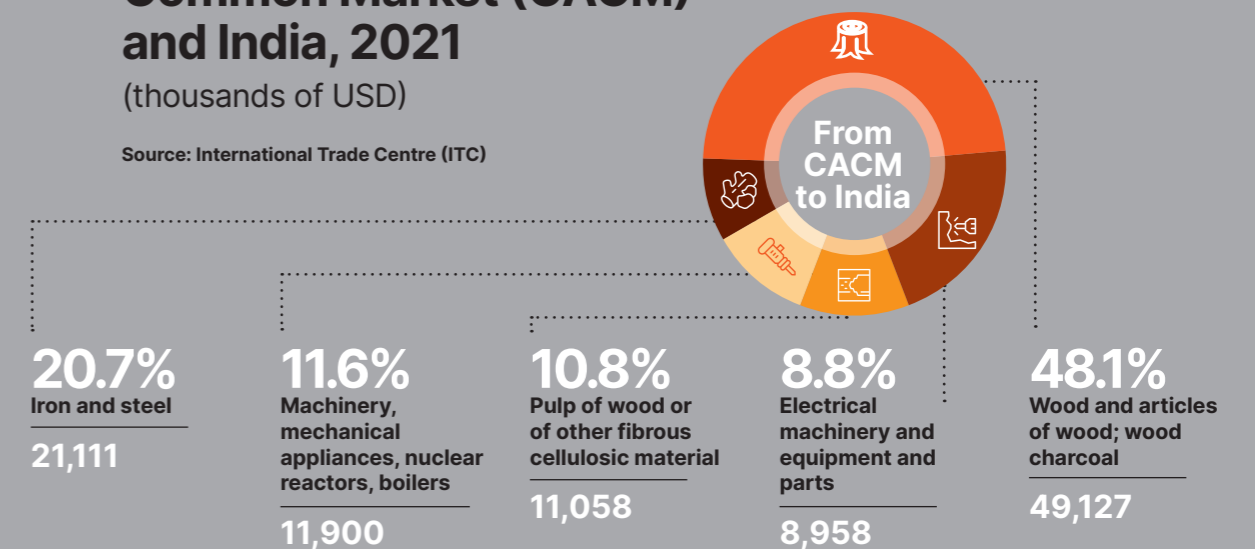 Common Market (CACM)
and India, 2021
(thousands of USD)
Source: International Trade Centre (ITC)
From
CACM
to India
20.7%
Iron and steel
21,111
11.6%
Machinery,
mechanical
appliances, nuclear
reactors, boilers
11,900
10.8%
Pulp of wood or
of other fibrous
cellulosic material
11,058
8.8%
Electrical
machinery and
equipment and
parts
8,958
48.1%
Wood and articles
of wood; wood
charcoal
49,127